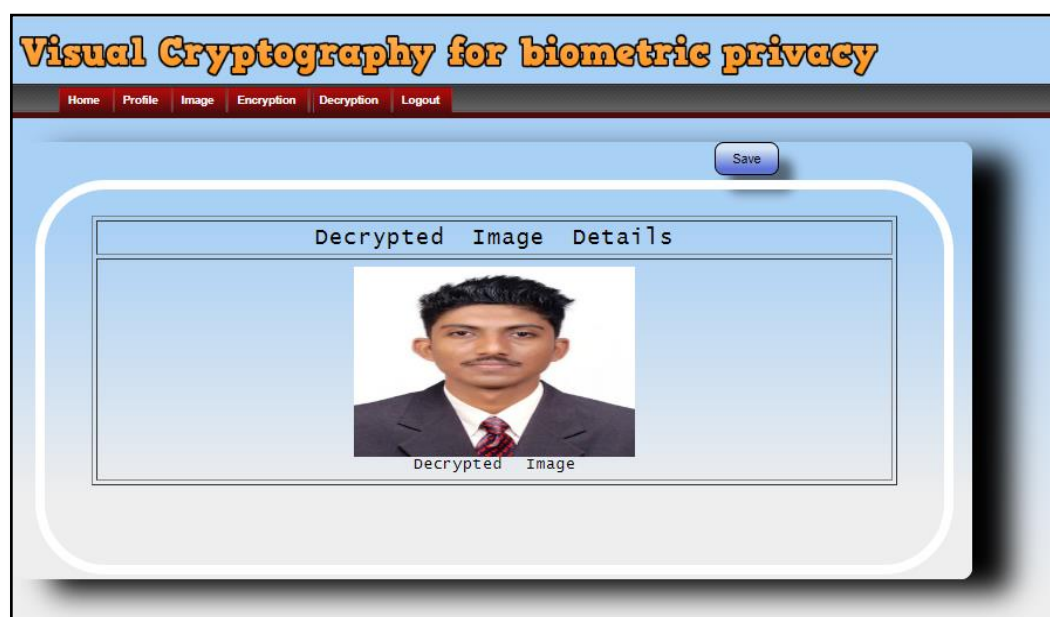 Visual Cryptography for biometric privacy
Home Profile Image Encryption Decryption Logout
Save
Decrypted Image Details
Decrypted Image